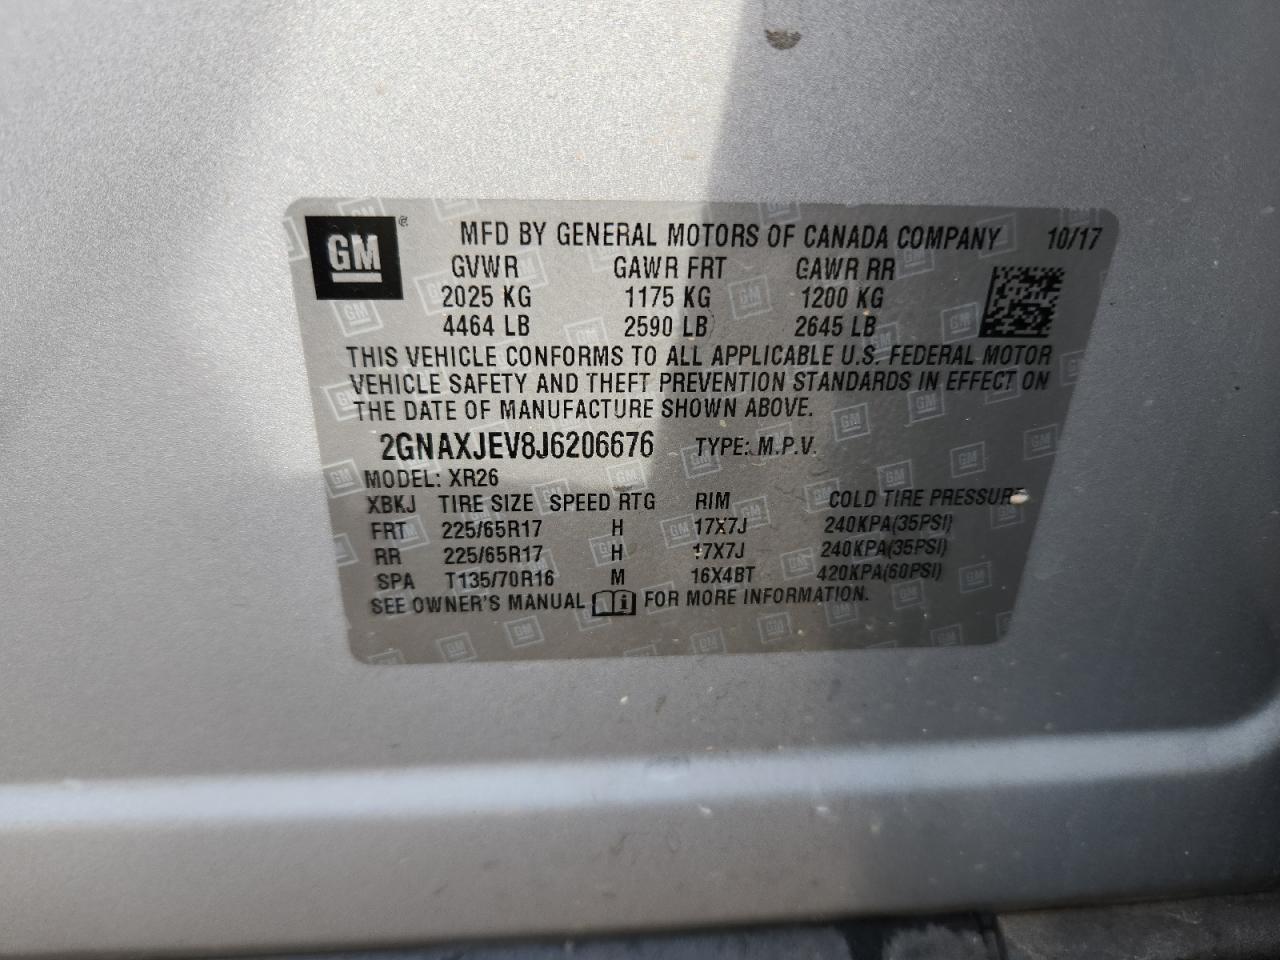 GM
MFD BY GENERAL MOTORS OF CANADA COMPANY 10/17
GVWR GAWR FRT GAWR RR
2025 KG 1175 KG 1200 KG
4464 LB 2590 LB 2645 LB
THIS VEHICLE CONFORMS TO ALL APPLICABLE U.S. FEDERAL MOTOR
VEHICLE SAFETY AND THEFT PREVENTION STANDARDS IN EFFECT ON
THE DATE OF MANUFACTURE SHOWN ABOVE.
2GNAXJEV8J6206676 TYPE: M.P.V.
MODEL: XR26
XBKJ TIRE SIZE SPEED RTG RIM COLD TIRE PRESSURE
FRT 225/65R17 H 17X7J 240KPA(35PSI)
RR 225/65R17 H 17X7J 240KPA(35PSI)
SPA T135/70R16 M 16X4BT 420KPA(60PSI)
SEE OWNER'S MANUAL FOR MORE INFORMATION.